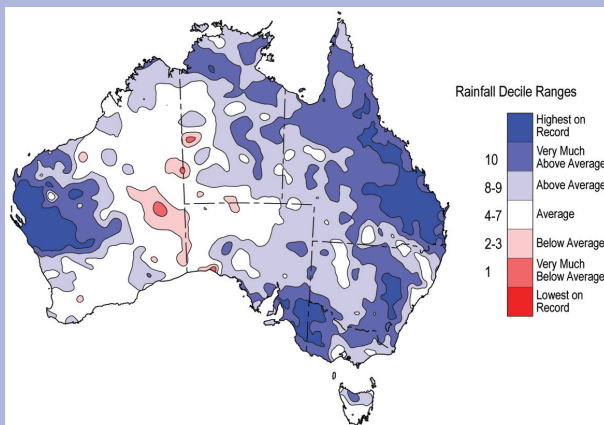 Rainfall Decile Ranges
Highest on
Record
10
Very Much
Above Average
8-9
Above Average
4-7
Average
2-3
Below Average
1
Very Much
Below Average
Lowest on
Record